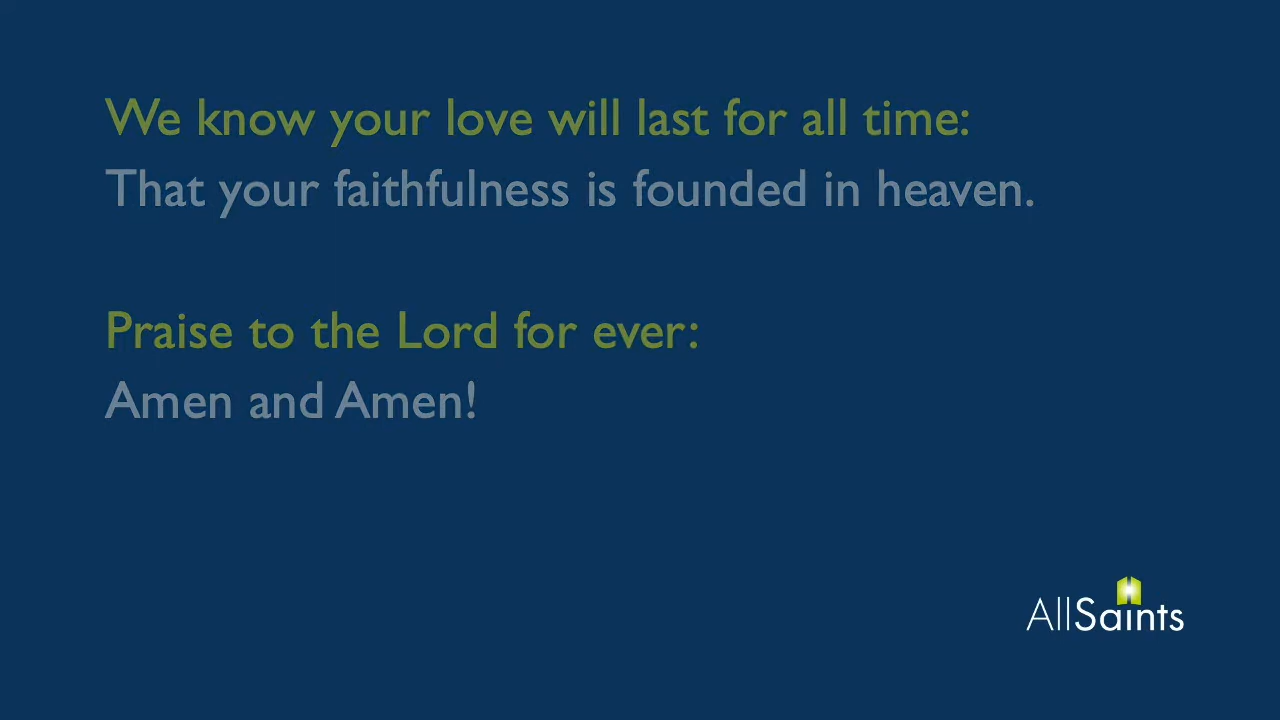 We know your love will last for all time:
That your faithfulness is founded in heaven.
Praise to the Lord for ever:
Amen and Amen!
AllSaints